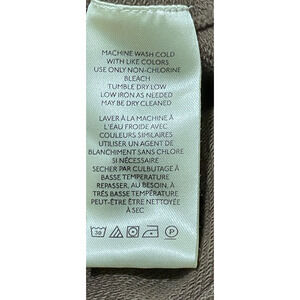 MACHINE WASH COLD
WITH LIKE COLORS
USE ONLY NON-CHLORINE
BLEACH
TUMBLE DRY LOW
LOW IRON AS NEEDED
MAY BE DRY CLEANED
LAVER À LA MACHINE À
L'EAU FROIDE AVEC
COULEURS SIMILAIRES
UTILISER UN AGENT DE
BLANCHIMENT SANS CHLORE
SI NÉCESSAIRE
SECHER PAR CULBUTAGE À
BASSE TEMPÉRATURE
REPASSER, AU BESOIN, À
TRÈS BASSE TEMPÉRATURE
PEUT-ÊTRE ÊTRE NETTOYÉE
À SEC
30 P